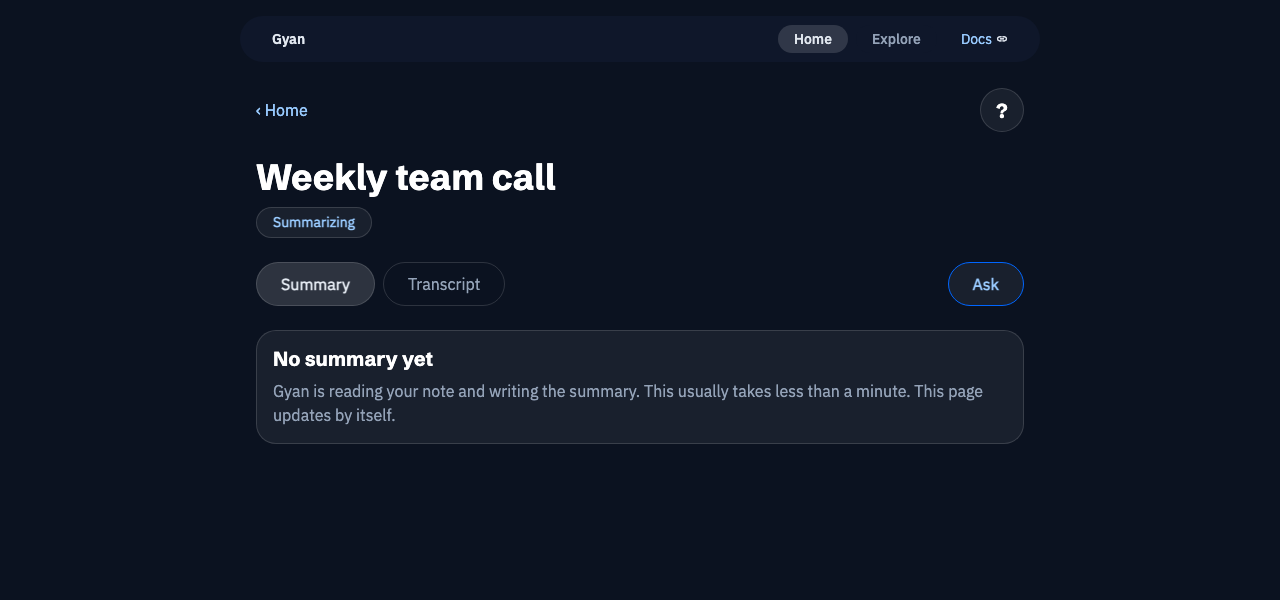 Gyan
Home
Explore
Docs
‹ Home
?
Weekly team call
Summarizing
Summary
Transcript
Ask
No summary yet
Gyan is reading your note and writing the summary. This usually takes less than a minute. This page
updates by itself.